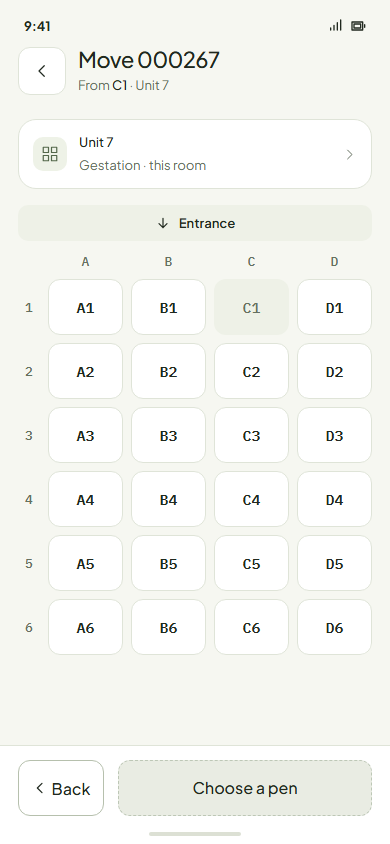 9:41
Move 000267
From C1 · Unit 7
Unit 7
Gestation · this room
Entrance
A B C D
1 A1 B1 C1 D1
2 A2 B2 C2 D2
3 A3 B3 C3 D3
4 A4 B4 C4 D4
5 A5 B5 C5 D5
6 A6 B6 C6 D6
Back Choose a pen